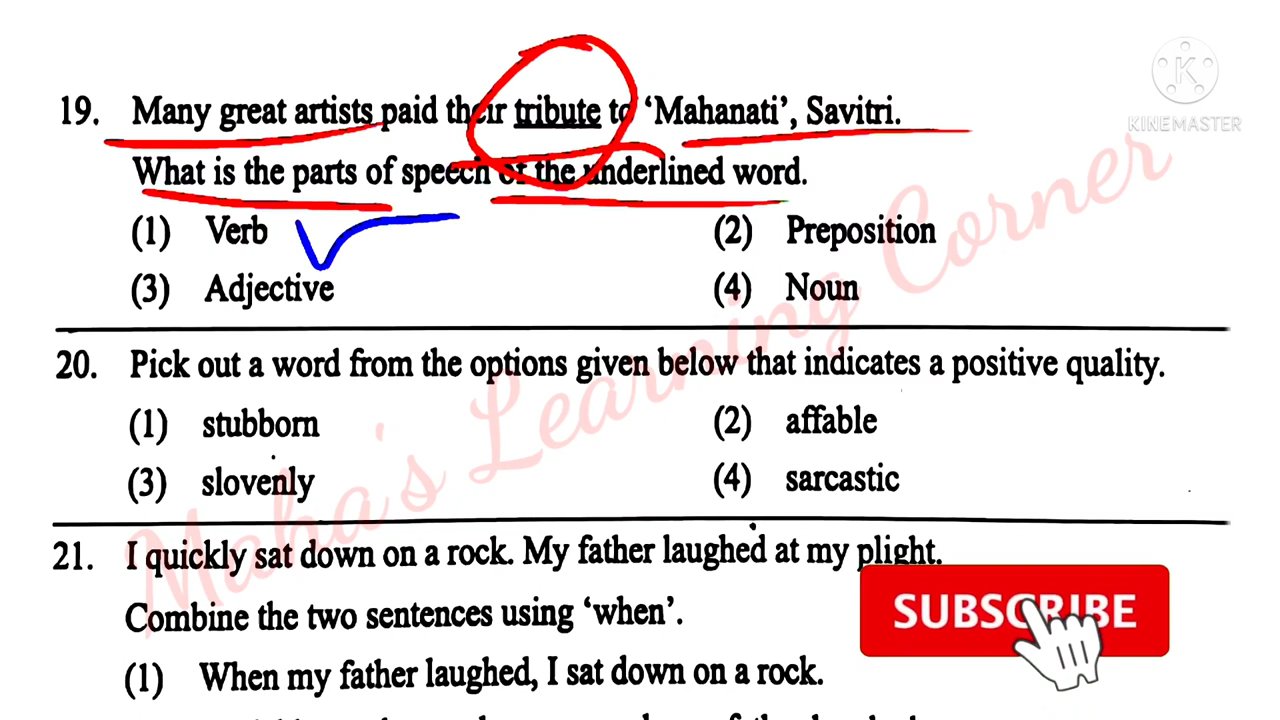 KINEMASTER
19. Many great artists paid their tribute to ‘Mahanati’, Savitri.
What is the parts of speech of the underlined word.
(1) Verb (2) Preposition
(3) Adjective (4) Noun
20. Pick out a word from the options given below that indicates a positive quality.
(1) stubborn (2) affable
(3) slovenly (4) sarcastic
Maha's Learning Corner
21. I quickly sat down on a rock. My father laughed at my plight.
Combine the two sentences using ‘when’.
SUBSCRIBE
(1) When my father laughed, I sat down on a rock.